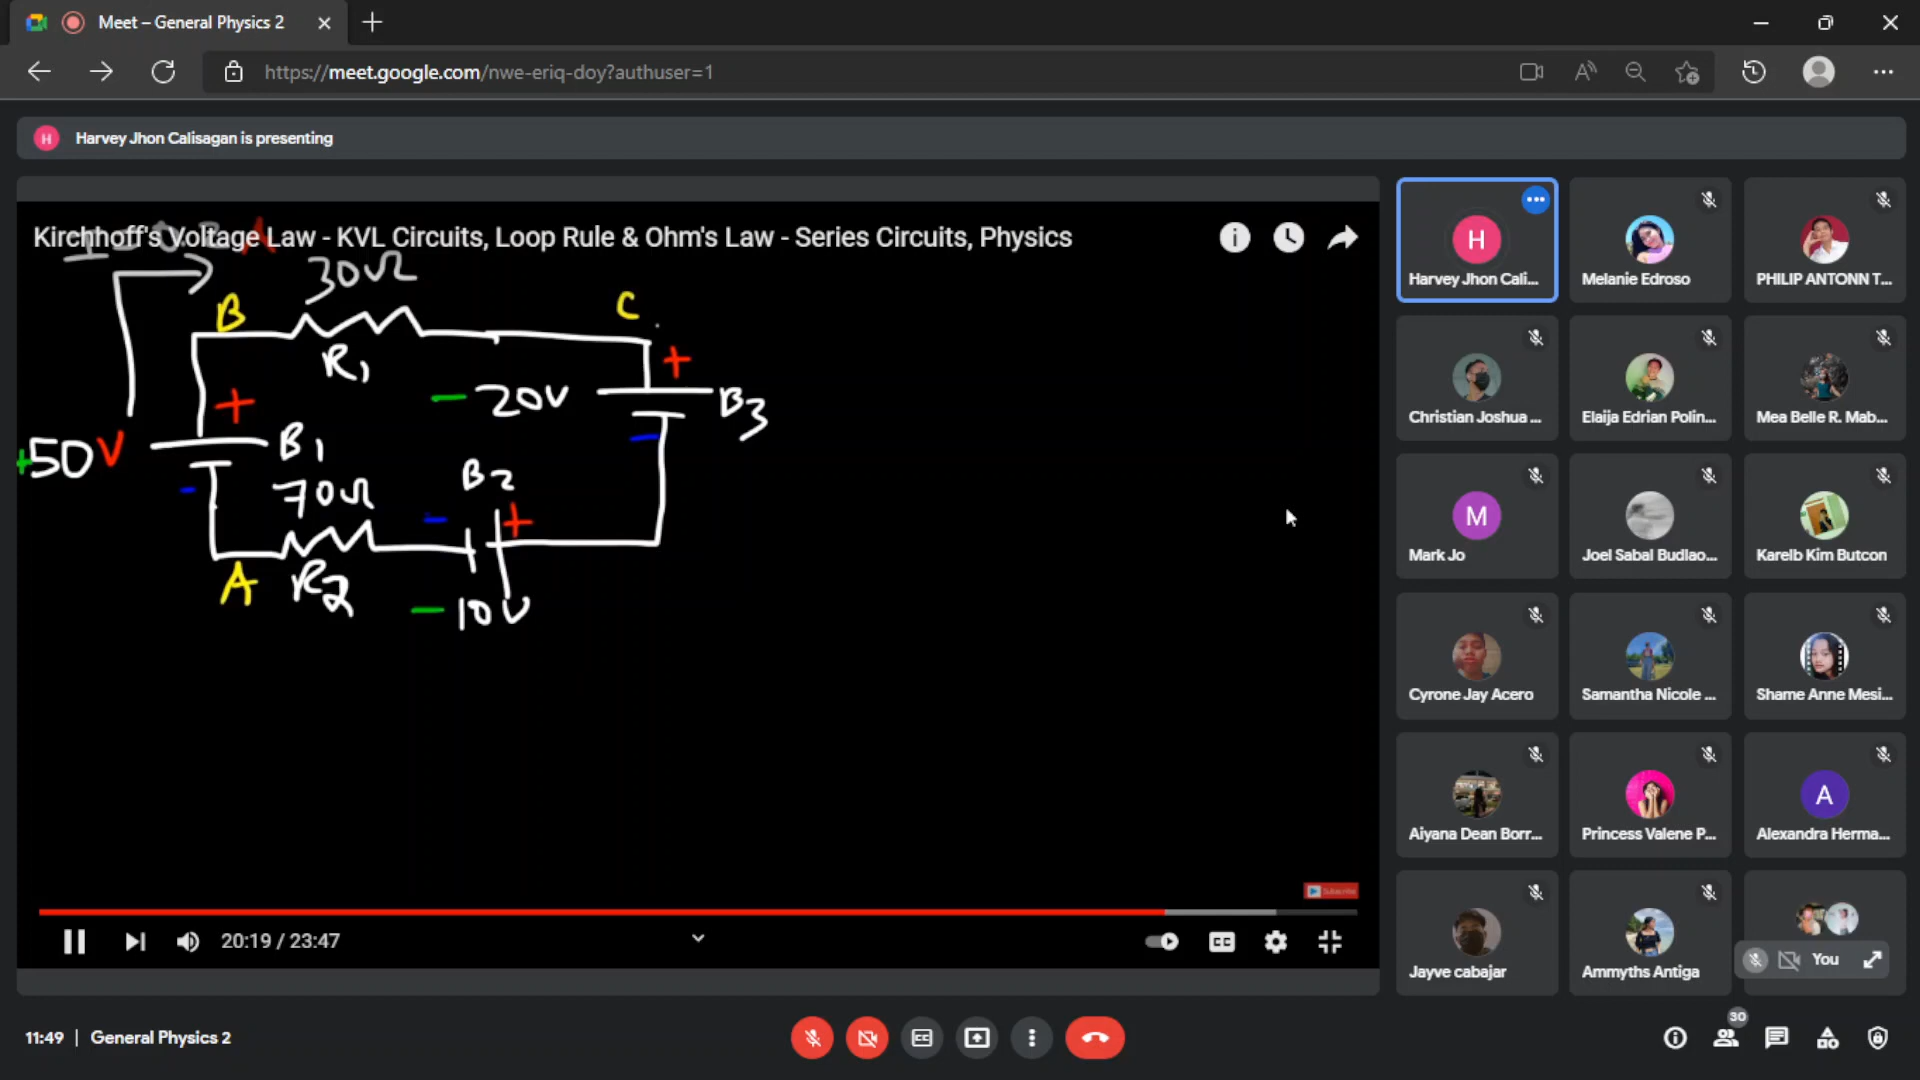 Meet – General Physics 2
https://meet.google.com/nwe-eriq-doy?authuser=1
H Harvey Jhon Calisagan is presenting
Kirchhoff's Voltage Law - KVL Circuits, Loop Rule & Ohm's Law - Series Circuits, Physics
A
30Ω
B
C
R1
+
+
- 20V
B3
+50V
B1
-
B2
-
70Ω
-
+
A
R2
- 10V
Subscribe
20:19 / 23:47
CC
H
Harvey Jhon Cali...
Melanie Edroso
PHILIP ANTONN T...
Christian Joshua ...
Elaija Edrian Polin...
Mea Belle R. Mab...
M
Mark Jo
Joel Sabal Budlao...
Karelb Kim Butcon
Cyrone Jay Acero
Samantha Nicole ...
Shame Anne Mesi...
Aiyana Dean Borr...
Princess Valene P...
A
Alexandra Herma...
Jayve cabajar
Ammyths Antiga
You
11:49 | General Physics 2
30